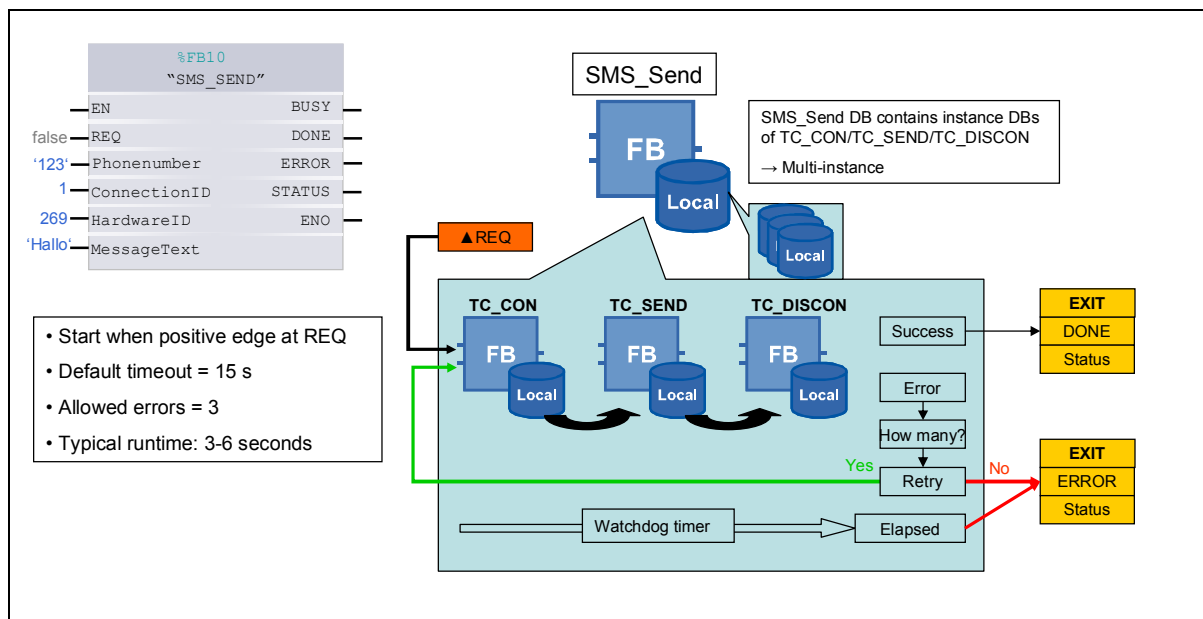 %FB10
“SMS_SEND”
EN
BUSY
false
REQ
DONE
‘123‘
Phonenumber
ERROR
1
ConnectionID
STATUS
269
HardwareID
ENO
‘Hallo‘
MessageText
• Start when positive edge at REQ
• Default timeout = 15 s
• Allowed errors = 3
• Typical runtime: 3-6 seconds
SMS_Send
FB
Local
SMS_Send DB contains instance DBs
of TC_CON/TC_SEND/TC_DISCON
→ Multi-instance
Local
▲REQ
TC_CON
TC_SEND
TC_DISCON
FB
Local
FB
Local
FB
Local
Success
Error
How many?
Yes
Retry
No
Watchdog timer
Elapsed
EXIT
DONE
Status
EXIT
ERROR
Status